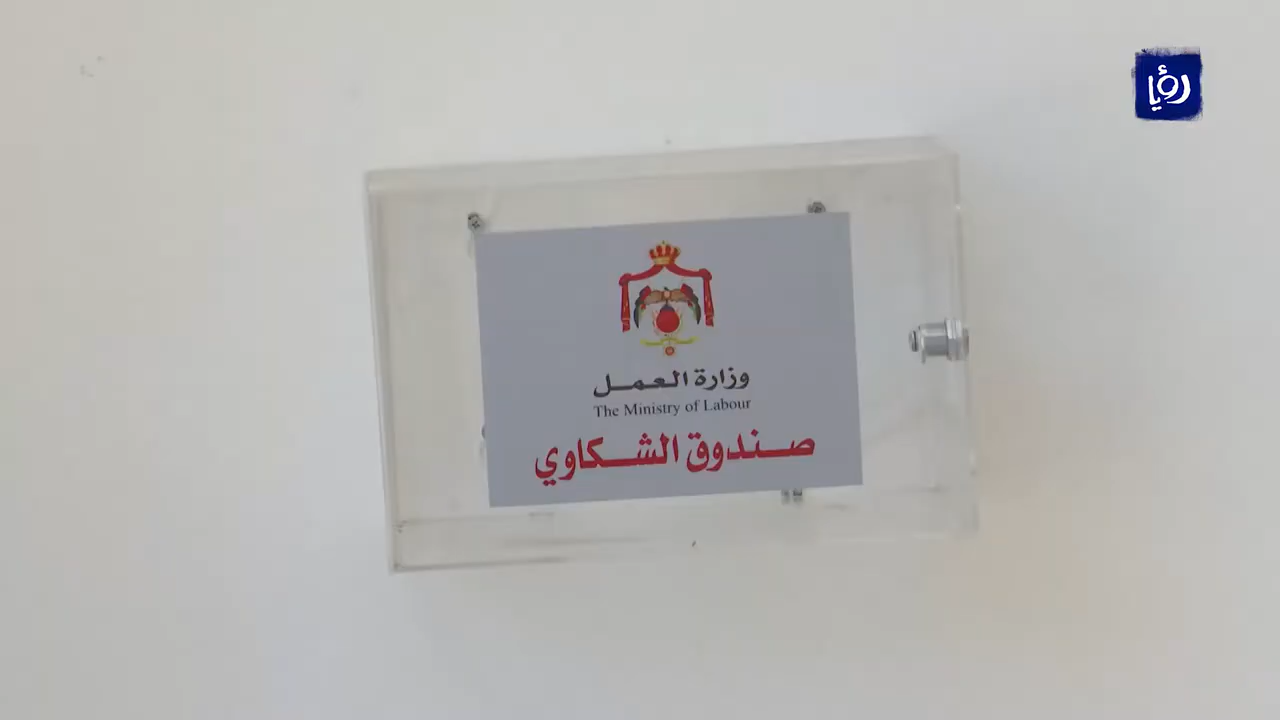 رؤيا
وزارة العمل
The Ministry of Labour
صندوق الشكاوي